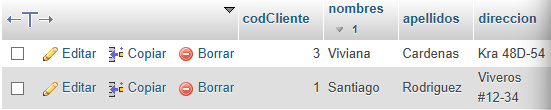 codCliente nombres 1 apellidos direccion
Editar Copiar Borrar 3 Viviana Cardenas Kra 48D-54
Editar Copiar Borrar 1 Santiago Rodriguez Viveros
#12-34